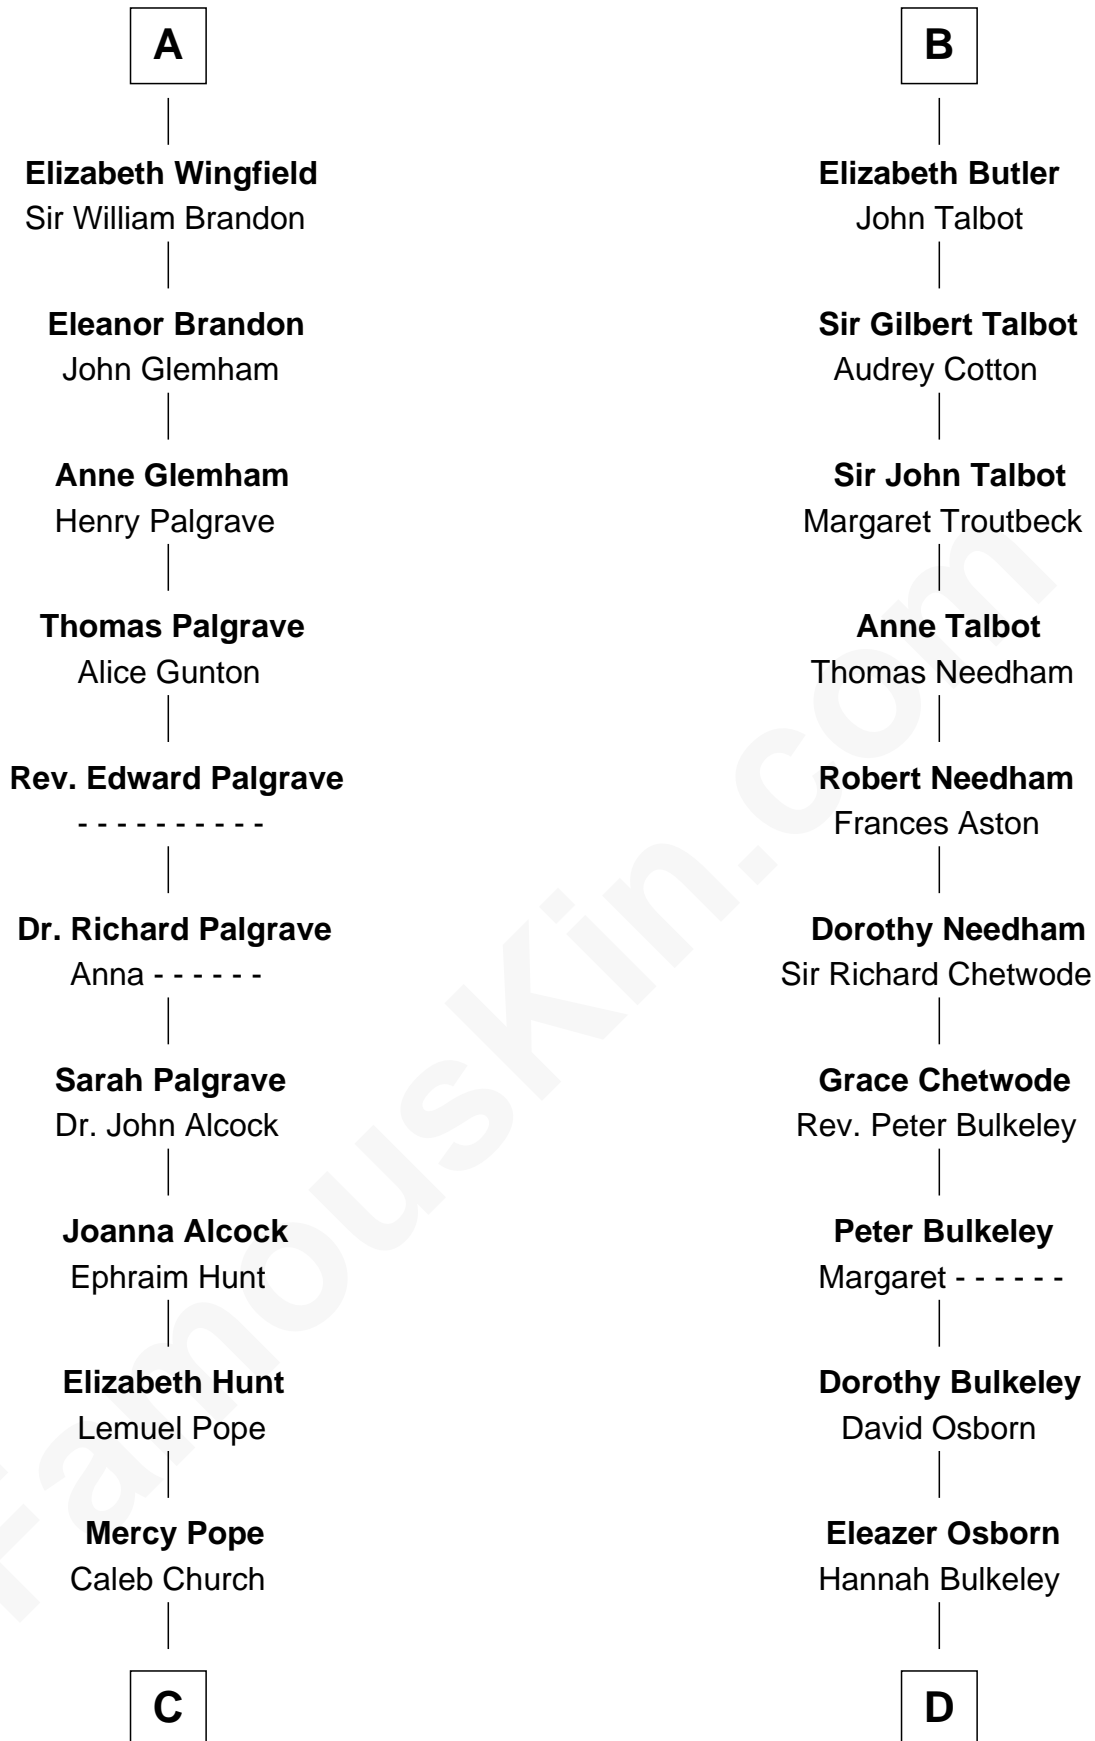 A
Elizabeth Wingfield
Sir William Brandon
Eleanor Brandon
John Glemham
Anne Glemham
Henry Palgrave
Thomas Palgrave
Alice Gunton
Rev. Edward Palgrave
- - - - - - - - - -
Dr. Richard Palgrave
Anna - - - - - -
Sarah Palgrave
Dr. John Alcock
Joanna Alcock
Ephraim Hunt
Elizabeth Hunt
Lemuel Pope
Mercy Pope
Caleb Church
C
B
Elizabeth Butler
John Talbot
Sir Gilbert Talbot
Audrey Cotton
Sir John Talbot
Margaret Troutbeck
Anne Talbot
Thomas Needham
Robert Needham
Frances Aston
Dorothy Needham
Sir Richard Chetwode
Grace Chetwode
Rev. Peter Bulkeley
Peter Bulkeley
Margaret - - - - - -
Dorothy Bulkeley
David Osborn
Eleazer Osborn
Hannah Bulkeley
D
FamousKin.com